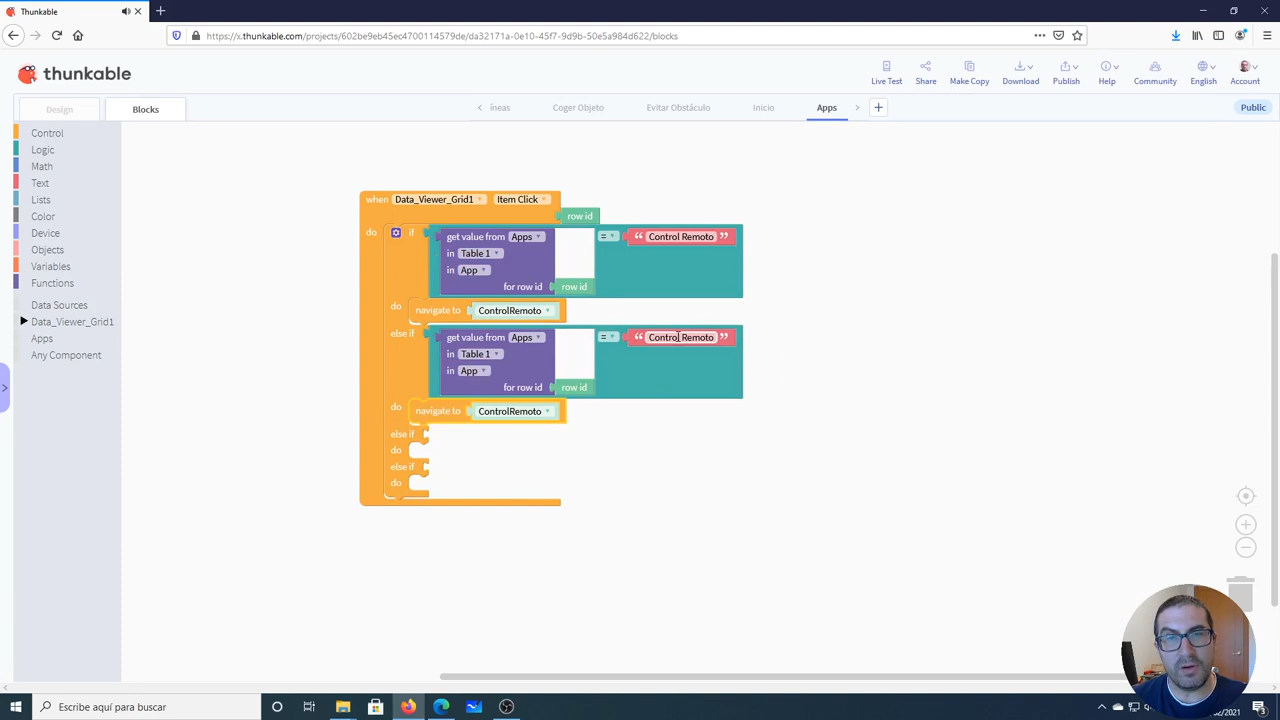 Thunkable
https://x.thunkable.com/projects/602be9eb45ec4700114579de/da32171a-0e10-45f7-9d9b-50e5a984d622/blocks
thunkable
Live Test
Share
Make Copy
Download
Publish
Help
Community
English
Account
Design
Blocks
íneas
Coger Objeto
Evitar Obstáculo
Inicio
Apps
Public
Control
Logic
Math
Text
Lists
Color
Device
Objects
Variables
Functions
Data Sources
Data_Viewer_Grid1
Apps
Any Component
when Data_Viewer_Grid1 Item Click
row id
do if get value from Apps = “ Control Remoto ”
in Table 1
in App
for row id row id
do navigate to ControlRemoto
else if get value from Apps = “ Control Remoto ”
in Table 1
in App
for row id row id
do navigate to ControlRemoto
else if
do
else if
do
Escribe aquí para buscar